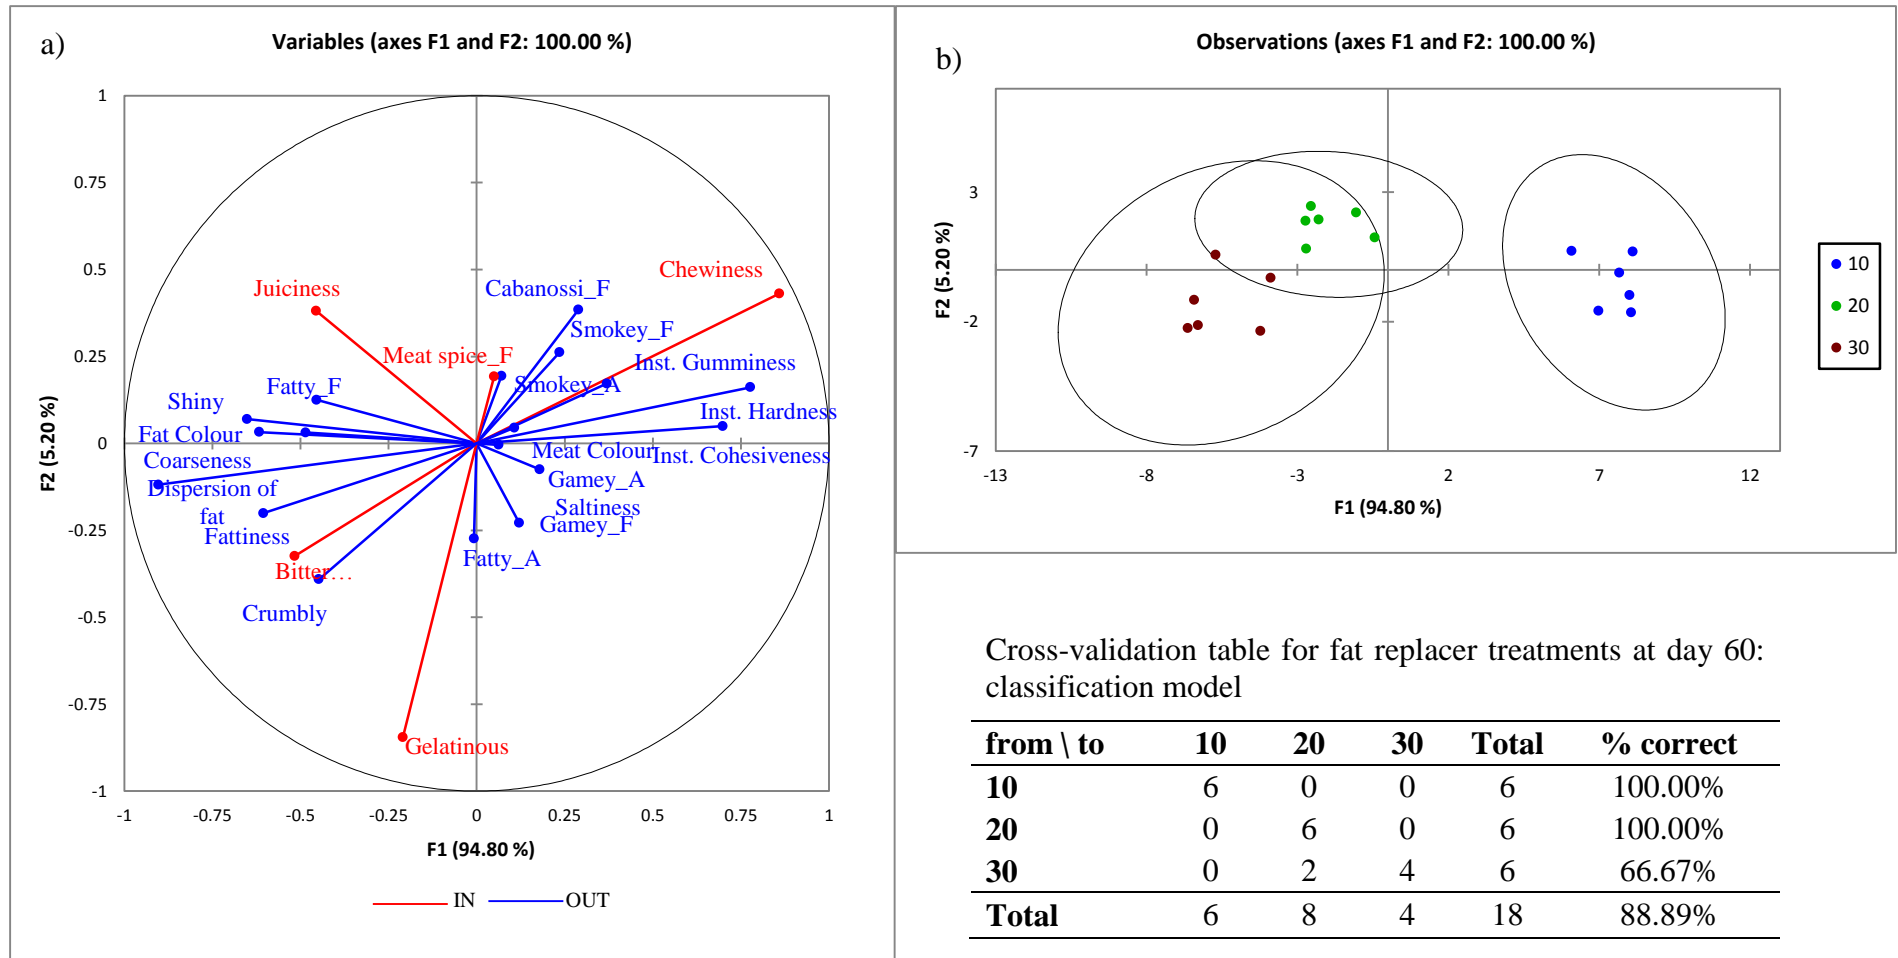 a)
Variables (axes F1 and F2: 100.00 %)
1
0.75
0.5
0.25
0
-0.25
-0.5
-0.75
-1
F2 (5.20 %)
Chewiness
Juiciness
Cabanossi_F
Smokey_F
Meat spice_F
Inst. Gumminess
Smokey_A
Fatty_F
Shiny
Inst. Hardness
Fat Colour
Meat Colour
Inst. Cohesiveness
Coarseness
Gamey_A
Dispersion of
fat
Saltiness
Gamey_F
Fattiness
Fatty_A
Bitter…
Crumbly
Gelatinous
-1 -0.75 -0.5 -0.25 0 0.25 0.5 0.75 1
F1 (94.80 %)
IN OUT
b)
Observations (axes F1 and F2: 100.00 %)
3
-2
-7
F2 (5.20 %)
-13 -8 -3 2 7 12
F1 (94.80 %)
10
20
30
Cross-validation table for fat replacer treatments at day 60:
classification model
from \ to 10 20 30 Total % correct
10 6 0 0 6 100.00%
20 0 6 0 6 100.00%
30 0 2 4 6 66.67%
Total 6 8 4 18 88.89%